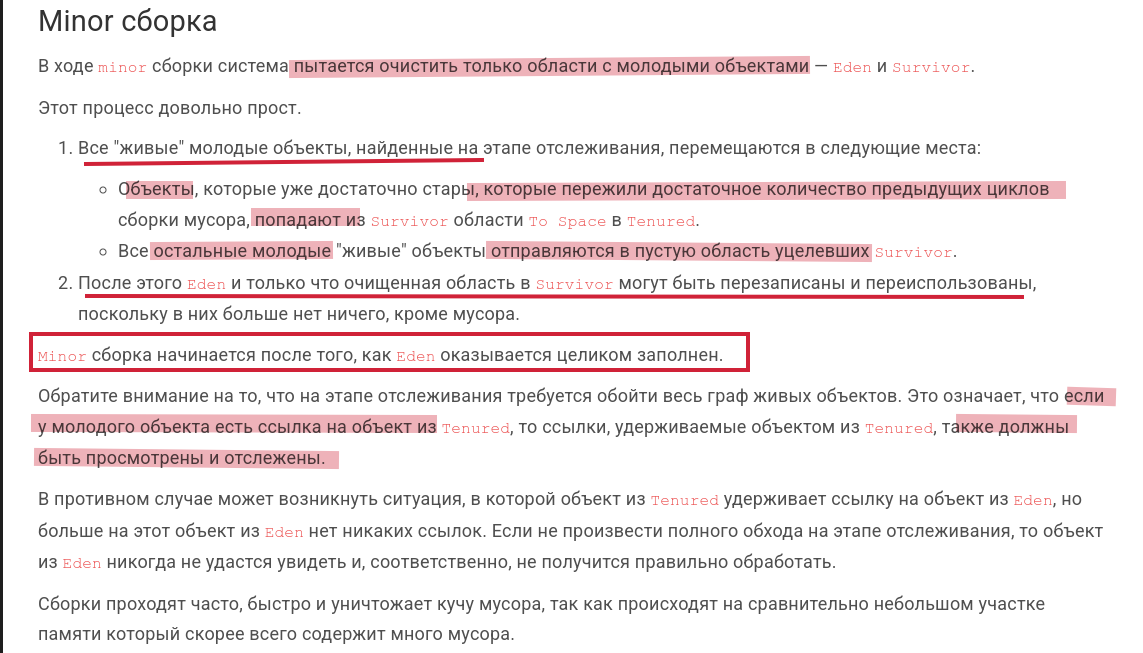 Minor сборка
В ходе minor сборки система пытается очистить только области с молодыми объектами — Eden и Survivor.
Этот процесс довольно прост.
1. Все "живые" молодые объекты, найденные на этапе отслеживания, перемещаются в следующие места:
Объекты, которые уже достаточно стары, которые пережили достаточное количество предыдущих циклов
сборки мусора, попадают из Survivor области To Space в Tenured.
Все остальные молодые "живые" объекты отправляются в пустую область уцелевших Survivor.
2. После этого Eden и только что очищенная область в Survivor могут быть перезаписаны и переиспользованы,
поскольку в них больше нет ничего, кроме мусора.
Minor сборка начинается после того, как Eden оказывается целиком заполнен.
Обратите внимание на то, что на этапе отслеживания требуется обойти весь граф живых объектов. Это означает, что если
у молодого объекта есть ссылка на объект из Tenured, то ссылки, удерживаемые объектом из Tenured, также должны
быть просмотрены и отслежены.
В противном случае может возникнуть ситуация, в которой объект из Tenured удерживает ссылку на объект из Eden, но
больше на этот объект из Eden нет никаких ссылок. Если не произвести полного обхода на этапе отслеживания, то объект
из Eden никогда не удастся увидеть и, соответственно, не получится правильно обработать.
Сборки проходят часто, быстро и уничтожает кучу мусора, так как происходят на сравнительно небольшом участке
памяти который скорее всего содержит много мусора.